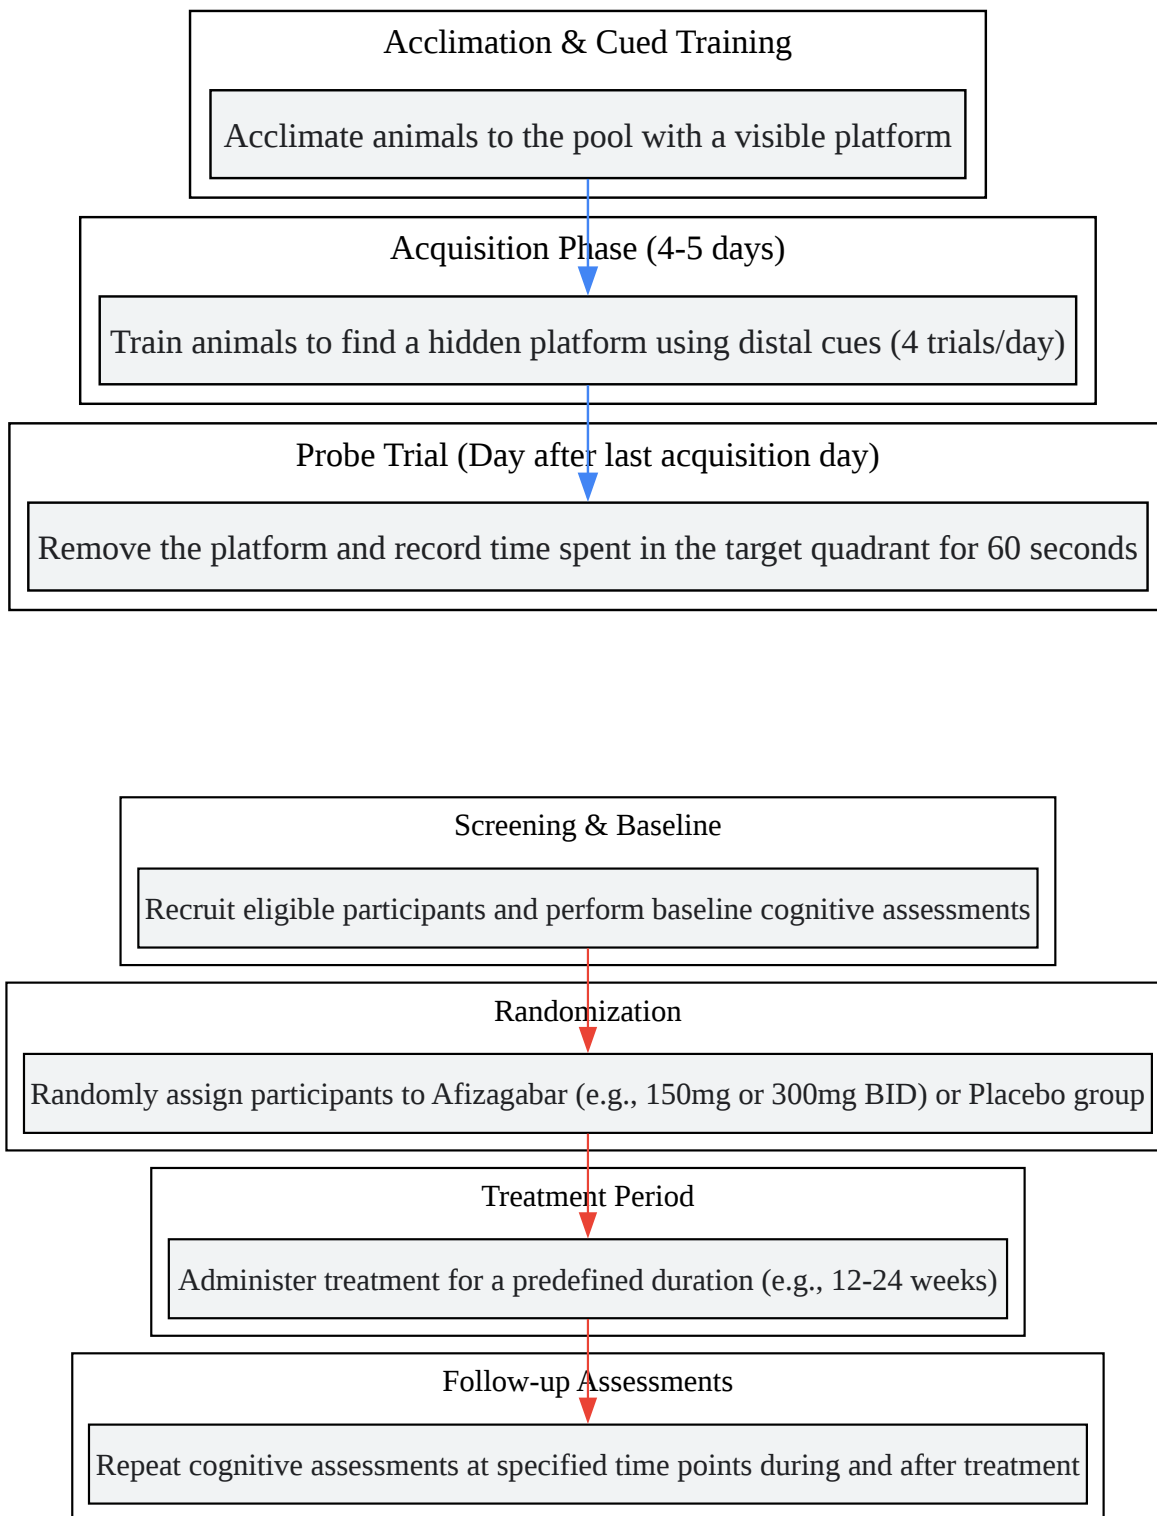 Acclimation & Cued Training
Acclimate animals to the pool with a visible platform
Acquisition Phase (4-5 days)
Train animals to find a hidden platform using distal cues (4 trials/day)
Probe Trial (Day after last acquisition day)
Remove the platform and record time spent in the target quadrant for 60 seconds
Screening & Baseline
Recruit eligible participants and perform baseline cognitive assessments
Randomization
Randomly assign participants to Afizagabar (e.g., 150mg or 300mg BID) or Placebo group
Treatment Period
Administer treatment for a predefined duration (e.g., 12-24 weeks)
Follow-up Assessments
Repeat cognitive assessments at specified time points during and after treatment